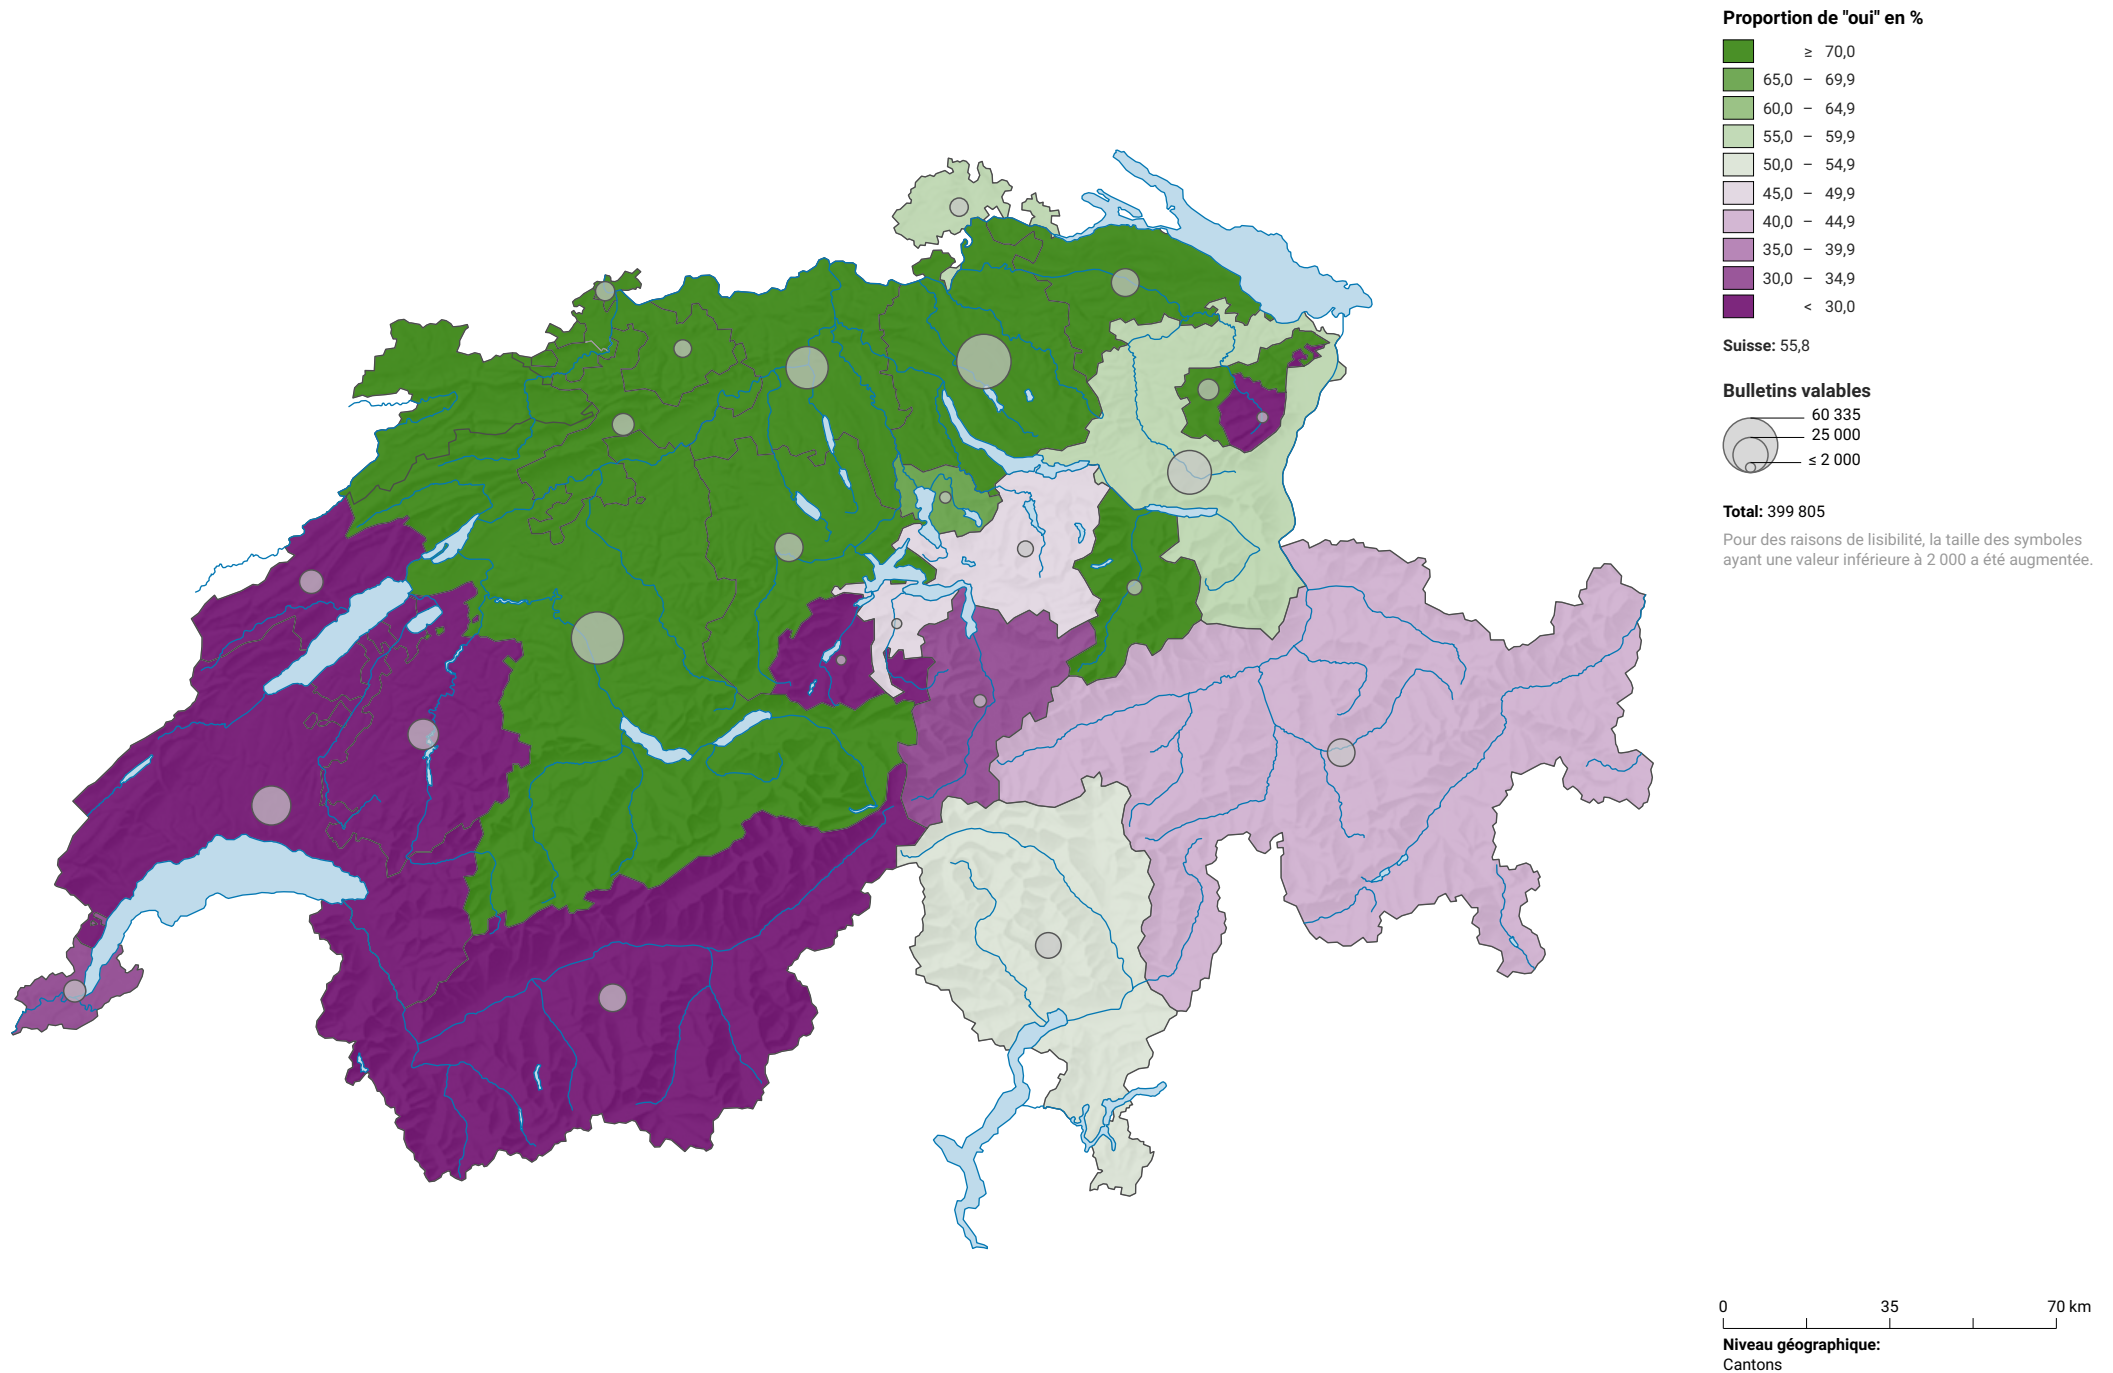 Proportion de "oui" en %
≥ 70,0
65,0 – 69,9
60,0 – 64,9
55,0 – 59,9
50,0 – 54,9
45,0 – 49,9
40,0 – 44,9
35,0 – 39,9
30,0 – 34,9
< 30,0
Suisse: 55,8
Bulletins valables
60 335
25 000
≤ 2 000
Total: 399 805
Pour des raisons de lisibilité, la taille des symboles
ayant une valeur inférieure à 2 000 a été augmentée.
0 35 70 km
Niveau géographique:
Cantons